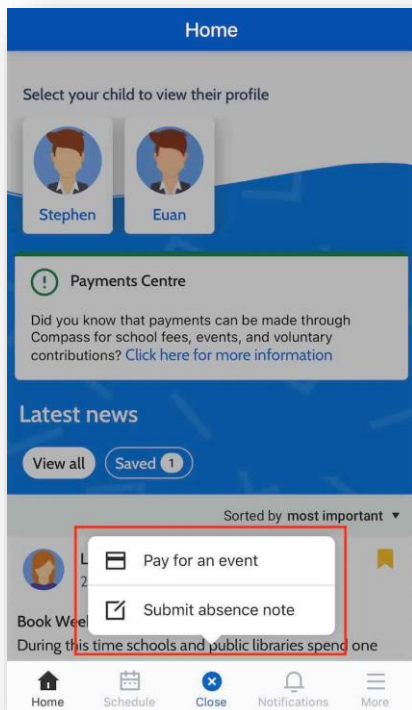 Home
Select your child to view their profile
Stephen
Euan
Payments Centre
Did you know that payments can be made through
Compass for school fees, events, and voluntary
contributions? Click here for more information
Latest news
View all
Saved 1
Sorted by most important
L
2
Pay for an event
Submit absence note
Book Wee
During this time schools and public libraries spend one
Home
Schedule
Close
Notifications
More